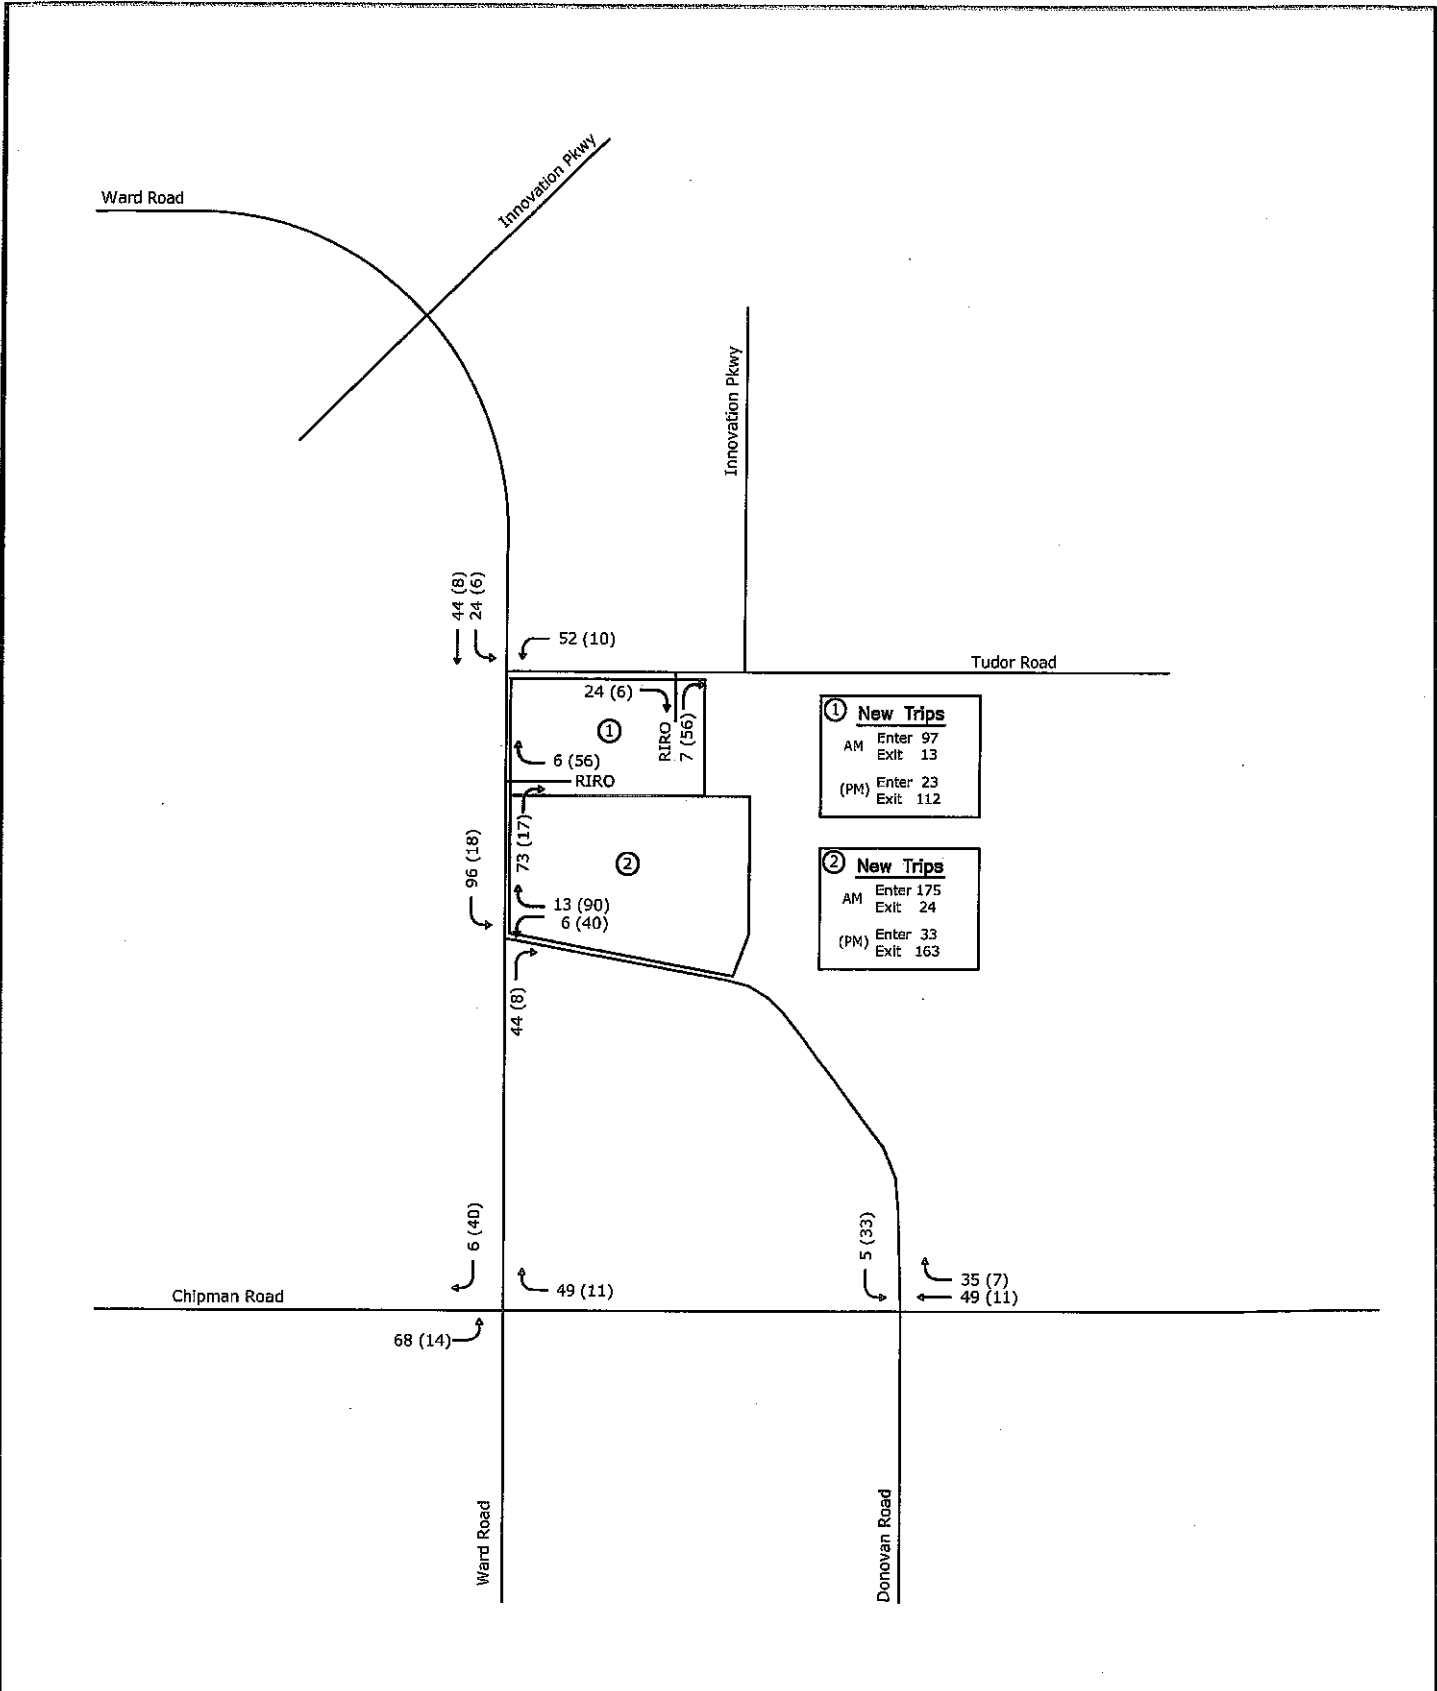 Innovation Pkwy
Ward Road
Innovation Pkwy
44 (8)
24 (6)
52 (10)
Tudor Road
24 (6)
RIRO
7 (56)
1
6 (56)
RIRO
1 New Trips
AM Enter 97
Exit 13
(PM) Enter 23
Exit 112
96 (18)
73 (17)
2
13 (90)
6 (40)
2 New Trips
AM Enter 175
Exit 24
(PM) Enter 33
Exit 163
44 (8)
6 (40)
5 (33)
Chipman Road
49 (11)
35 (7)
49 (11)
68 (14)
Ward Road
Donovan Road